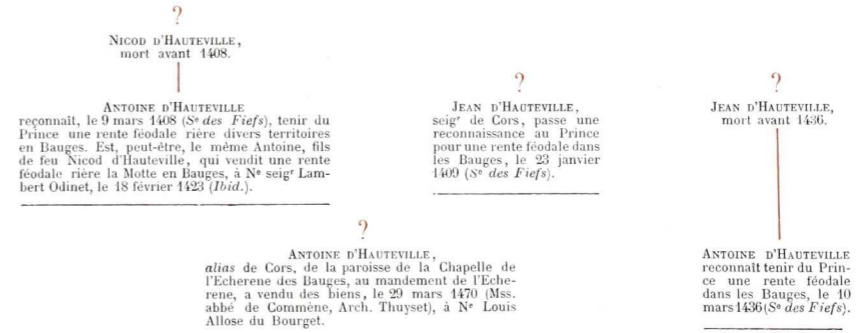 ?
NICOD D'HAUTEVILLE,
mort avant 1408.
ANTOINE D'HAUTEVILLE
reçonnaît, le 9 mars 1408 (Sᵉ des Fiefs), tenir du
Prince une rente féodale rière divers territoires
en Bauges. Est, peut-être, le même Antoine, fils
de feu Nicod d'Hauteville, qui vendit une rente
féodale rière la Motte en Bauges, à Nᵉ seigʳ Lam-
bert Odinet, le 18 février 1423 (Ibid.).
?
JEAN D'HAUTEVILLE,
seigʳ de Cors, passe une
reconnaissance au Prince
pour une rente féodale dans
les Bauges, le 23 janvier
1409 (Sᵉ des Fiefs).
?
JEAN D'HAUTEVILLE,
mort avant 1436.
ANTOINE D'HAUTEVILLE
reconnaît tenir du Prin-
ce une rente féodale
dans les Bauges, le 10
mars 1436 (Sᵉ des Fiefs).
?
ANTOINE D'HAUTEVILLE,
alias de Cors, de la paroisse de la Chapelle de
l'Echerene des Bauges, au mandement de l'Eche-
rene, a vendu des biens, le 29 mars 1470 (Mss.
abbé de Commène, Arch. Thuyset), à Nᵉ Louis
Allose du Bourget.